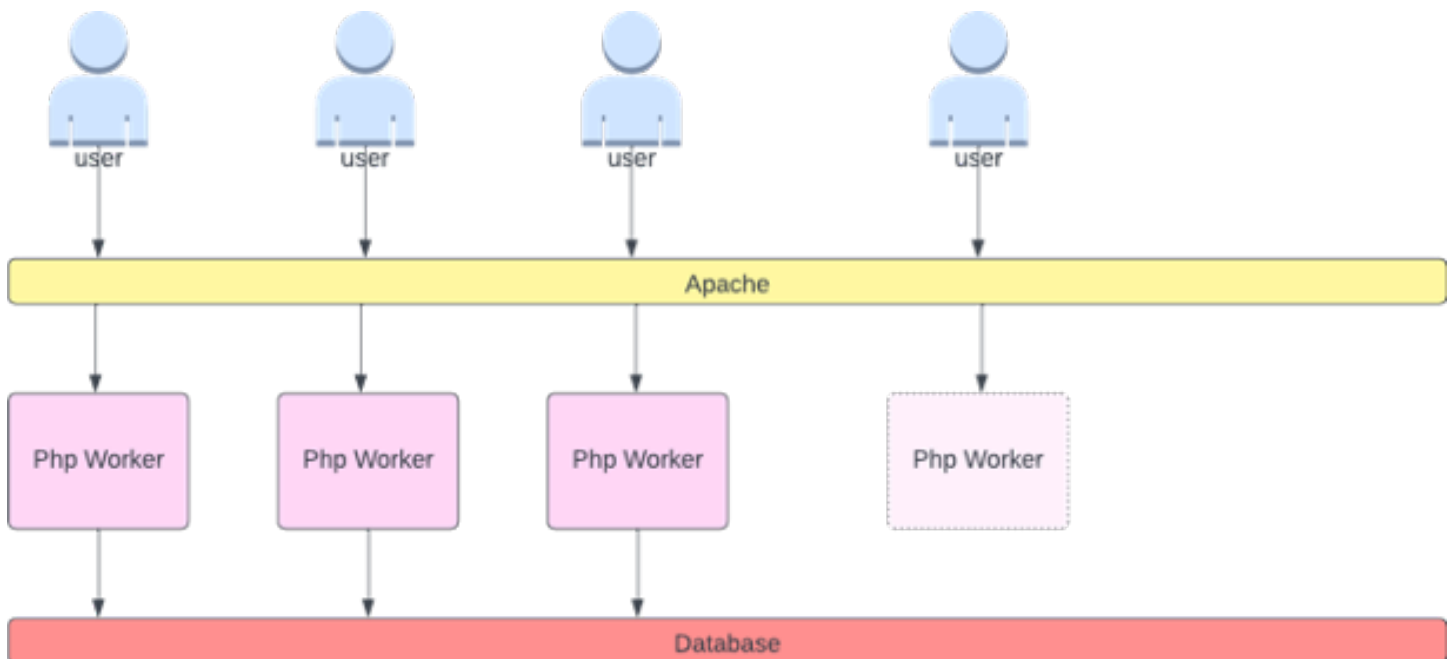 user
user
user
user
Apache
Php Worker
Php Worker
Php Worker
Php Worker
Database